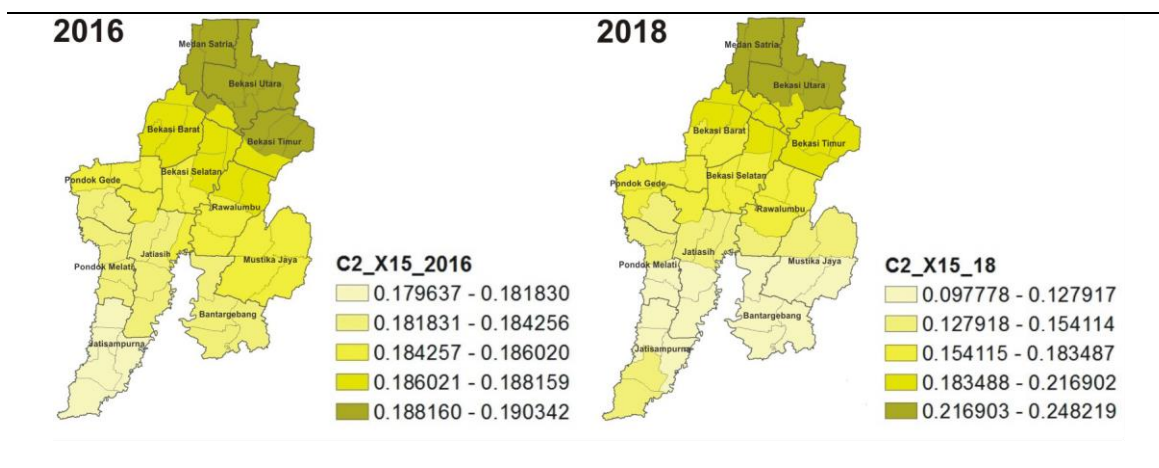 2016
Medan Satria
Bekasi Utara
Bekasi Barat
Bekasi Timur
Pondok Gede
Bekasi Selatan
Rawalumbu
Jatiasih
Pondok Melati
Mustika Jaya
Bantargebang
Jatisampurna
C2_X15_2016
0.179637 - 0.181830
0.181831 - 0.184256
0.184257 - 0.186020
0.186021 - 0.188159
0.188160 - 0.190342
2018
Medan Satria
Bekasi Utara
Bekasi Barat
Bekasi Timur
Pondok Gede
Bekasi Selatan
Rawalumbu
Jatiasih
Pondok Melati
Mustika Jaya
Bantargebang
Jatisampurna
C2_X15_18
0.097778 - 0.127917
0.127918 - 0.154114
0.154115 - 0.183487
0.183488 - 0.216902
0.216903 - 0.248219